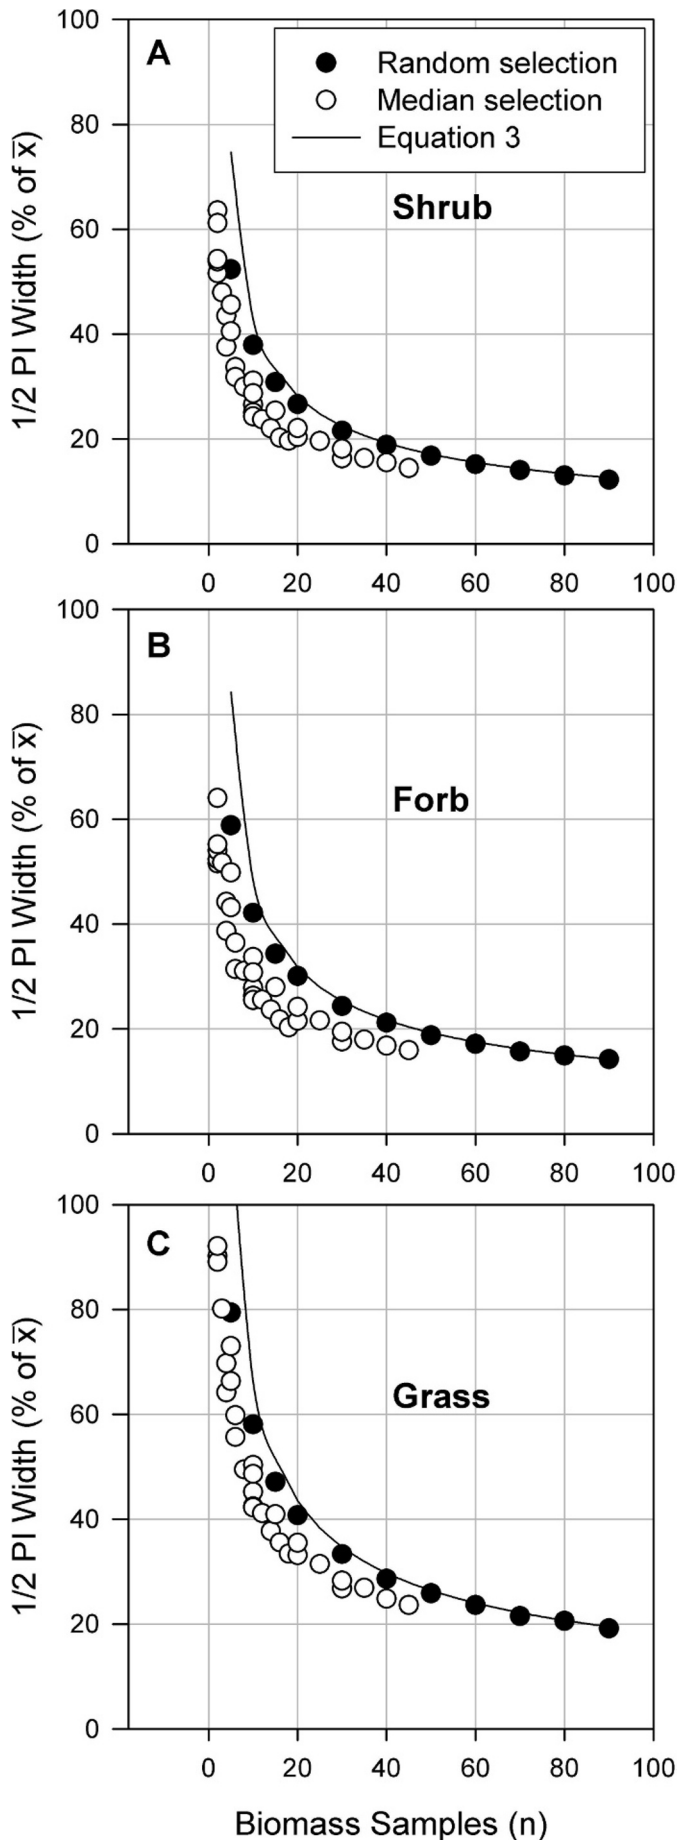 100
A
Random selection
Median selection
Equation 3
80
Shrub
60
1/2 PI Width (% of x̅)
40
20
0
0 20 40 60 80 100
100
B
80
Forb
60
1/2 PI Width (% of x̅)
40
20
0
0 20 40 60 80 100
100
C
80
Grass
60
1/2 PI Width (% of x̅)
40
20
0
0 20 40 60 80 100
Biomass Samples (n)